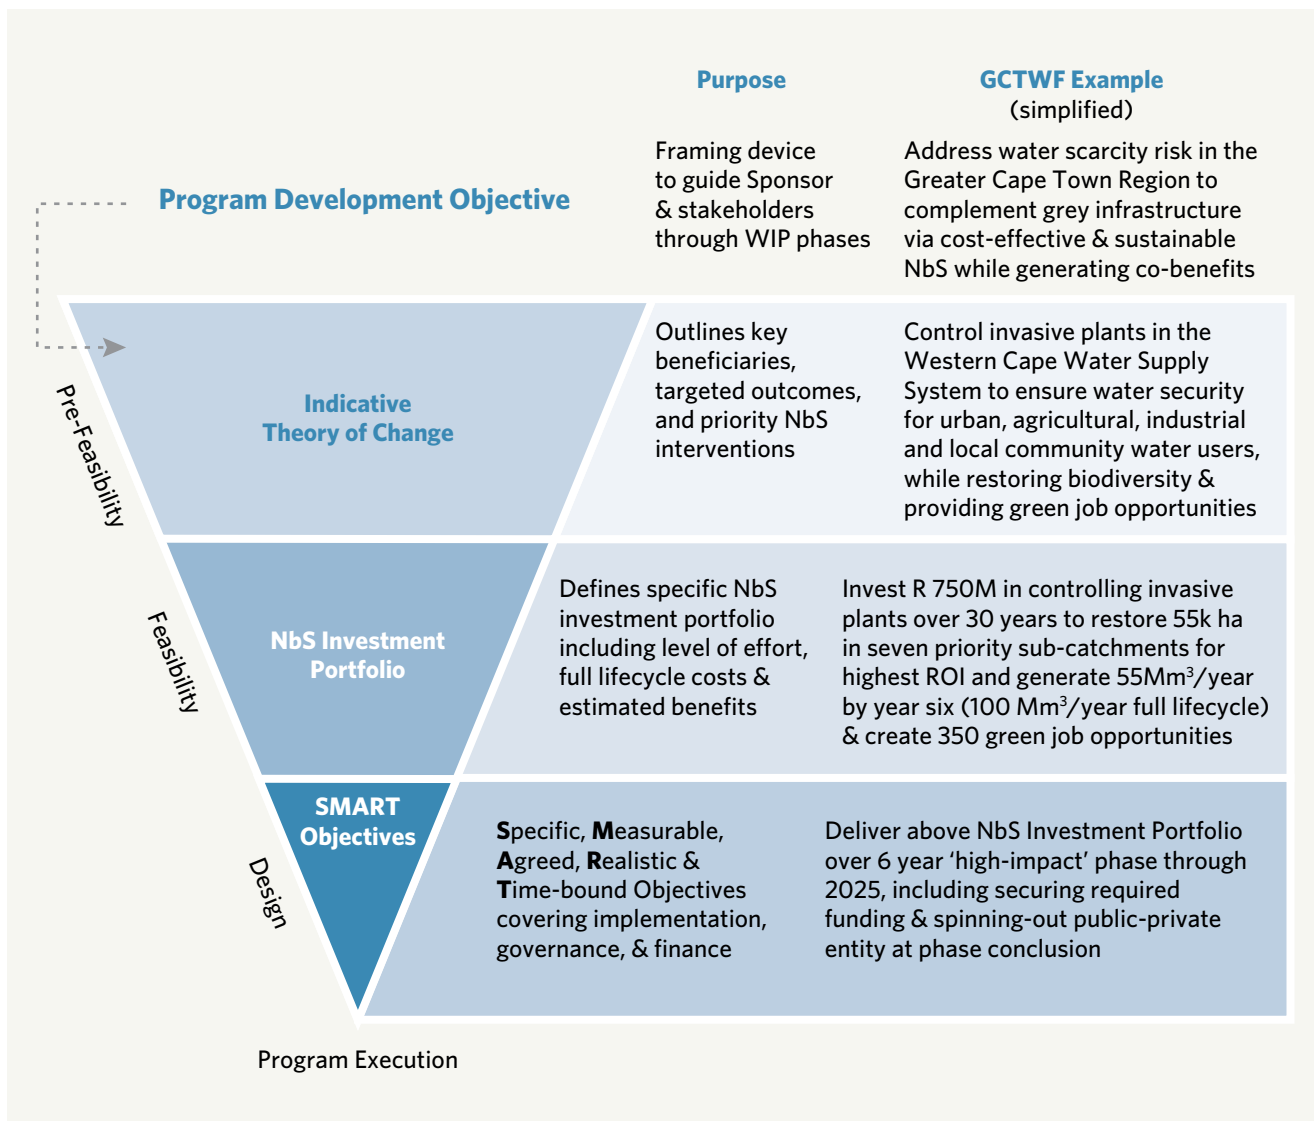 Purpose
GCTWF Example
(simplified)
Program Development Objective
Framing device
to guide Sponsor
& stakeholders
through WIP phases
Address water scarcity risk in the
Greater Cape Town Region to
complement grey infrastructure
via cost-effective & sustainable
NbS while generating co-benefits
Pre-Feasibility
Indicative
Theory of Change
Outlines key
beneficiaries,
targeted outcomes,
and priority NbS
interventions
Control invasive plants in the
Western Cape Water Supply
System to ensure water security
for urban, agricultural, industrial
and local community water users,
while restoring biodiversity &
providing green job opportunities
Feasibility
NbS Investment
Portfolio
Defines specific NbS
investment portfolio
including level of effort,
full lifecycle costs &
estimated benefits
Invest R 750M in controlling invasive
plants over 30 years to restore 55k ha
in seven priority sub-catchments for
highest ROI and generate 55Mm³/year
by year six (100 Mm³/year full lifecycle)
& create 350 green job opportunities
Design
SMART
Objectives
Specific, Measurable,
Agreed, Realistic &
Time-bound Objectives
covering implementation,
governance, & finance
Deliver above NbS Investment Portfolio
over 6 year ‘high-impact’ phase through
2025, including securing required
funding & spinning-out public-private
entity at phase conclusion
Program Execution